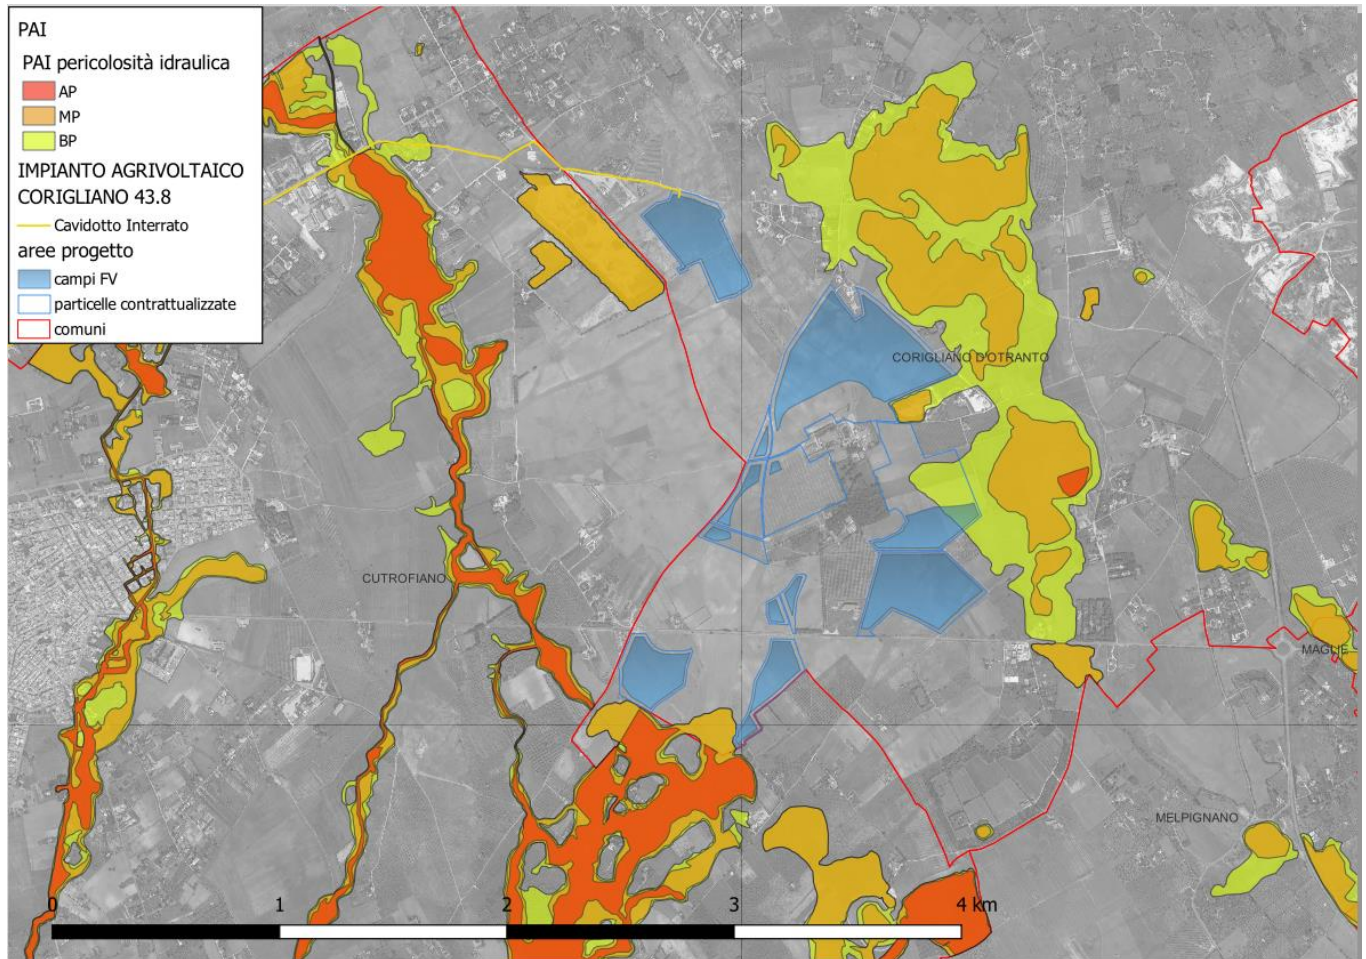 PAI
PAI pericolosità idraulica
AP
MP
BP
IMPIANTO AGRIVOLTAICO
CORIGLIANO 43.8
Cavidotto Interrato
aree progetto
campi FV
particelle contrattualizzate
comuni
CORIGLIANO D'OTRANTO
CUTROFIANO
MAGLIE
MELPIGNANO
0 1 2 3 4 km